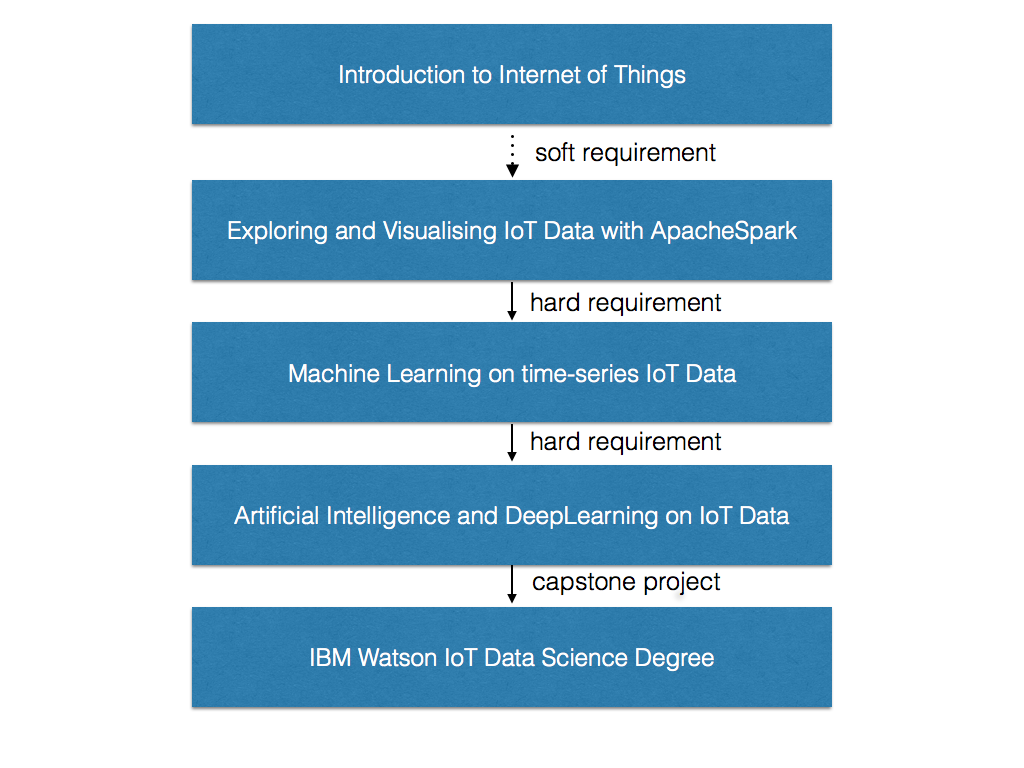 Introduction to Internet of Things
soft requirement
Exploring and Visualising IoT Data with ApacheSpark
hard requirement
Machine Learning on time-series IoT Data
hard requirement
Artificial Intelligence and DeepLearning on IoT Data
capstone project
IBM Watson IoT Data Science Degree